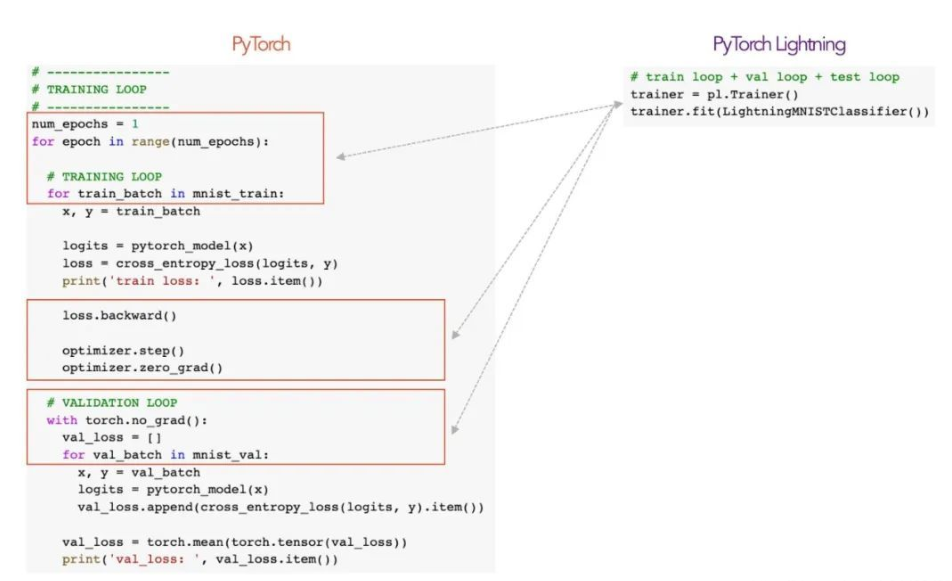 PyTorch
# ----------------
# TRAINING LOOP
# ----------------
num_epochs = 1
for epoch in range(num_epochs):
# TRAINING LOOP
for train_batch in mnist_train:
x, y = train_batch
logits = pytorch_model(x)
loss = cross_entropy_loss(logits, y)
print('train loss: ', loss.item())
loss.backward()
optimizer.step()
optimizer.zero_grad()
# VALIDATION LOOP
with torch.no_grad():
val_loss = []
for val_batch in mnist_val:
x, y = val_batch
logits = pytorch_model(x)
val_loss.append(cross_entropy_loss(logits, y).item())
val_loss = torch.mean(torch.tensor(val_loss))
print('val_loss: ', val_loss.item())
PyTorch Lightning
# train loop + val loop + test loop
trainer = pl.Trainer()
trainer.fit(LightningMNISTClassifier())